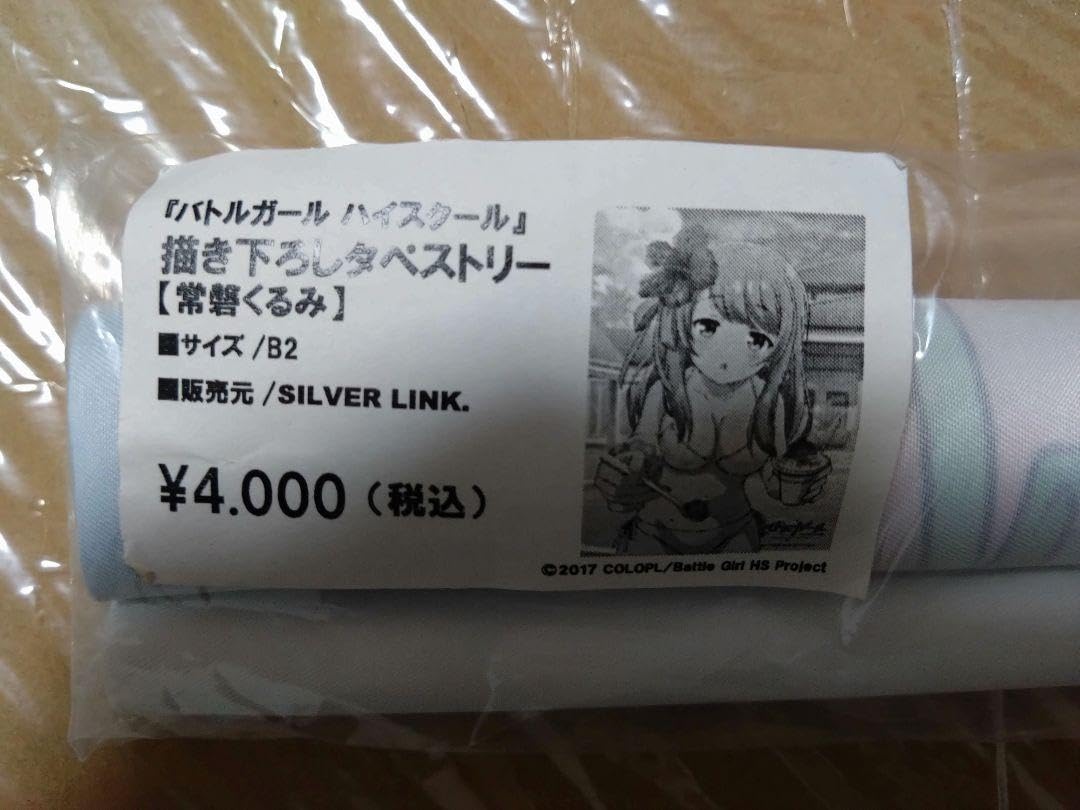 『バトルガール ハイスクール』
描き下ろしタペストリー
【常磐くるみ】
■サイズ /B2
■販売元 /SILVER LINK.
¥4.000（税込）
©2017 COLOPL/Battle Girl HS Project